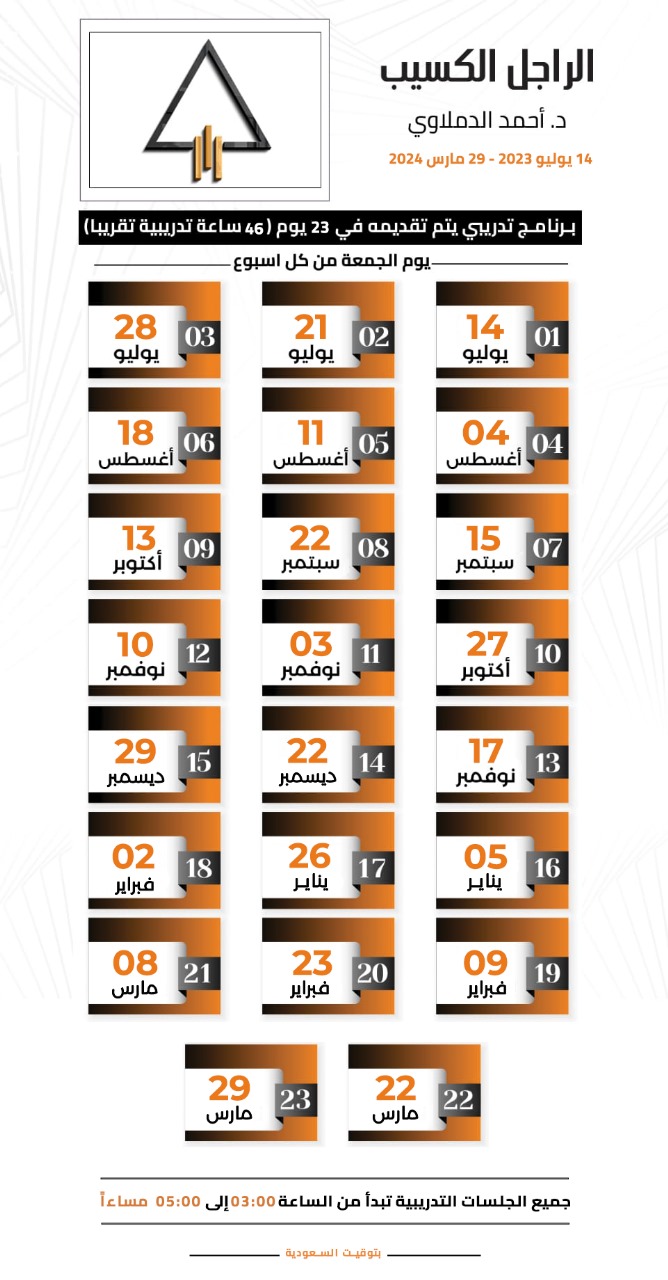 الراجل الكسيب
د. أحمد الدملاوي
14 يوليو 2023 - 29 مارس 2024
برنامـج تدريبي يتم تقديمه في 23 يوم (46 ساعة تدريبية تقريبا)
يوم الجمعة من كل اسبوع
01
14
يوليو
02
21
يوليو
03
28
يوليو
04
04
أغسطس
05
11
أغسطس
06
18
أغسطس
07
15
سبتمبر
08
22
سبتمبر
09
13
أكتوبر
10
27
أكتوبر
11
03
نوفمبر
12
10
نوفمبر
13
17
نوفمبر
14
22
ديسمبر
15
29
ديسمبر
16
05
يناير
17
26
يناير
18
02
فبراير
19
09
فبراير
20
23
فبراير
21
08
مارس
22
22
مارس
23
29
مارس
جميع الجلسات التدريبية تبدأ من الساعة 03:00 إلى 05:00 مساءاً
بتوقيـت السـعودية